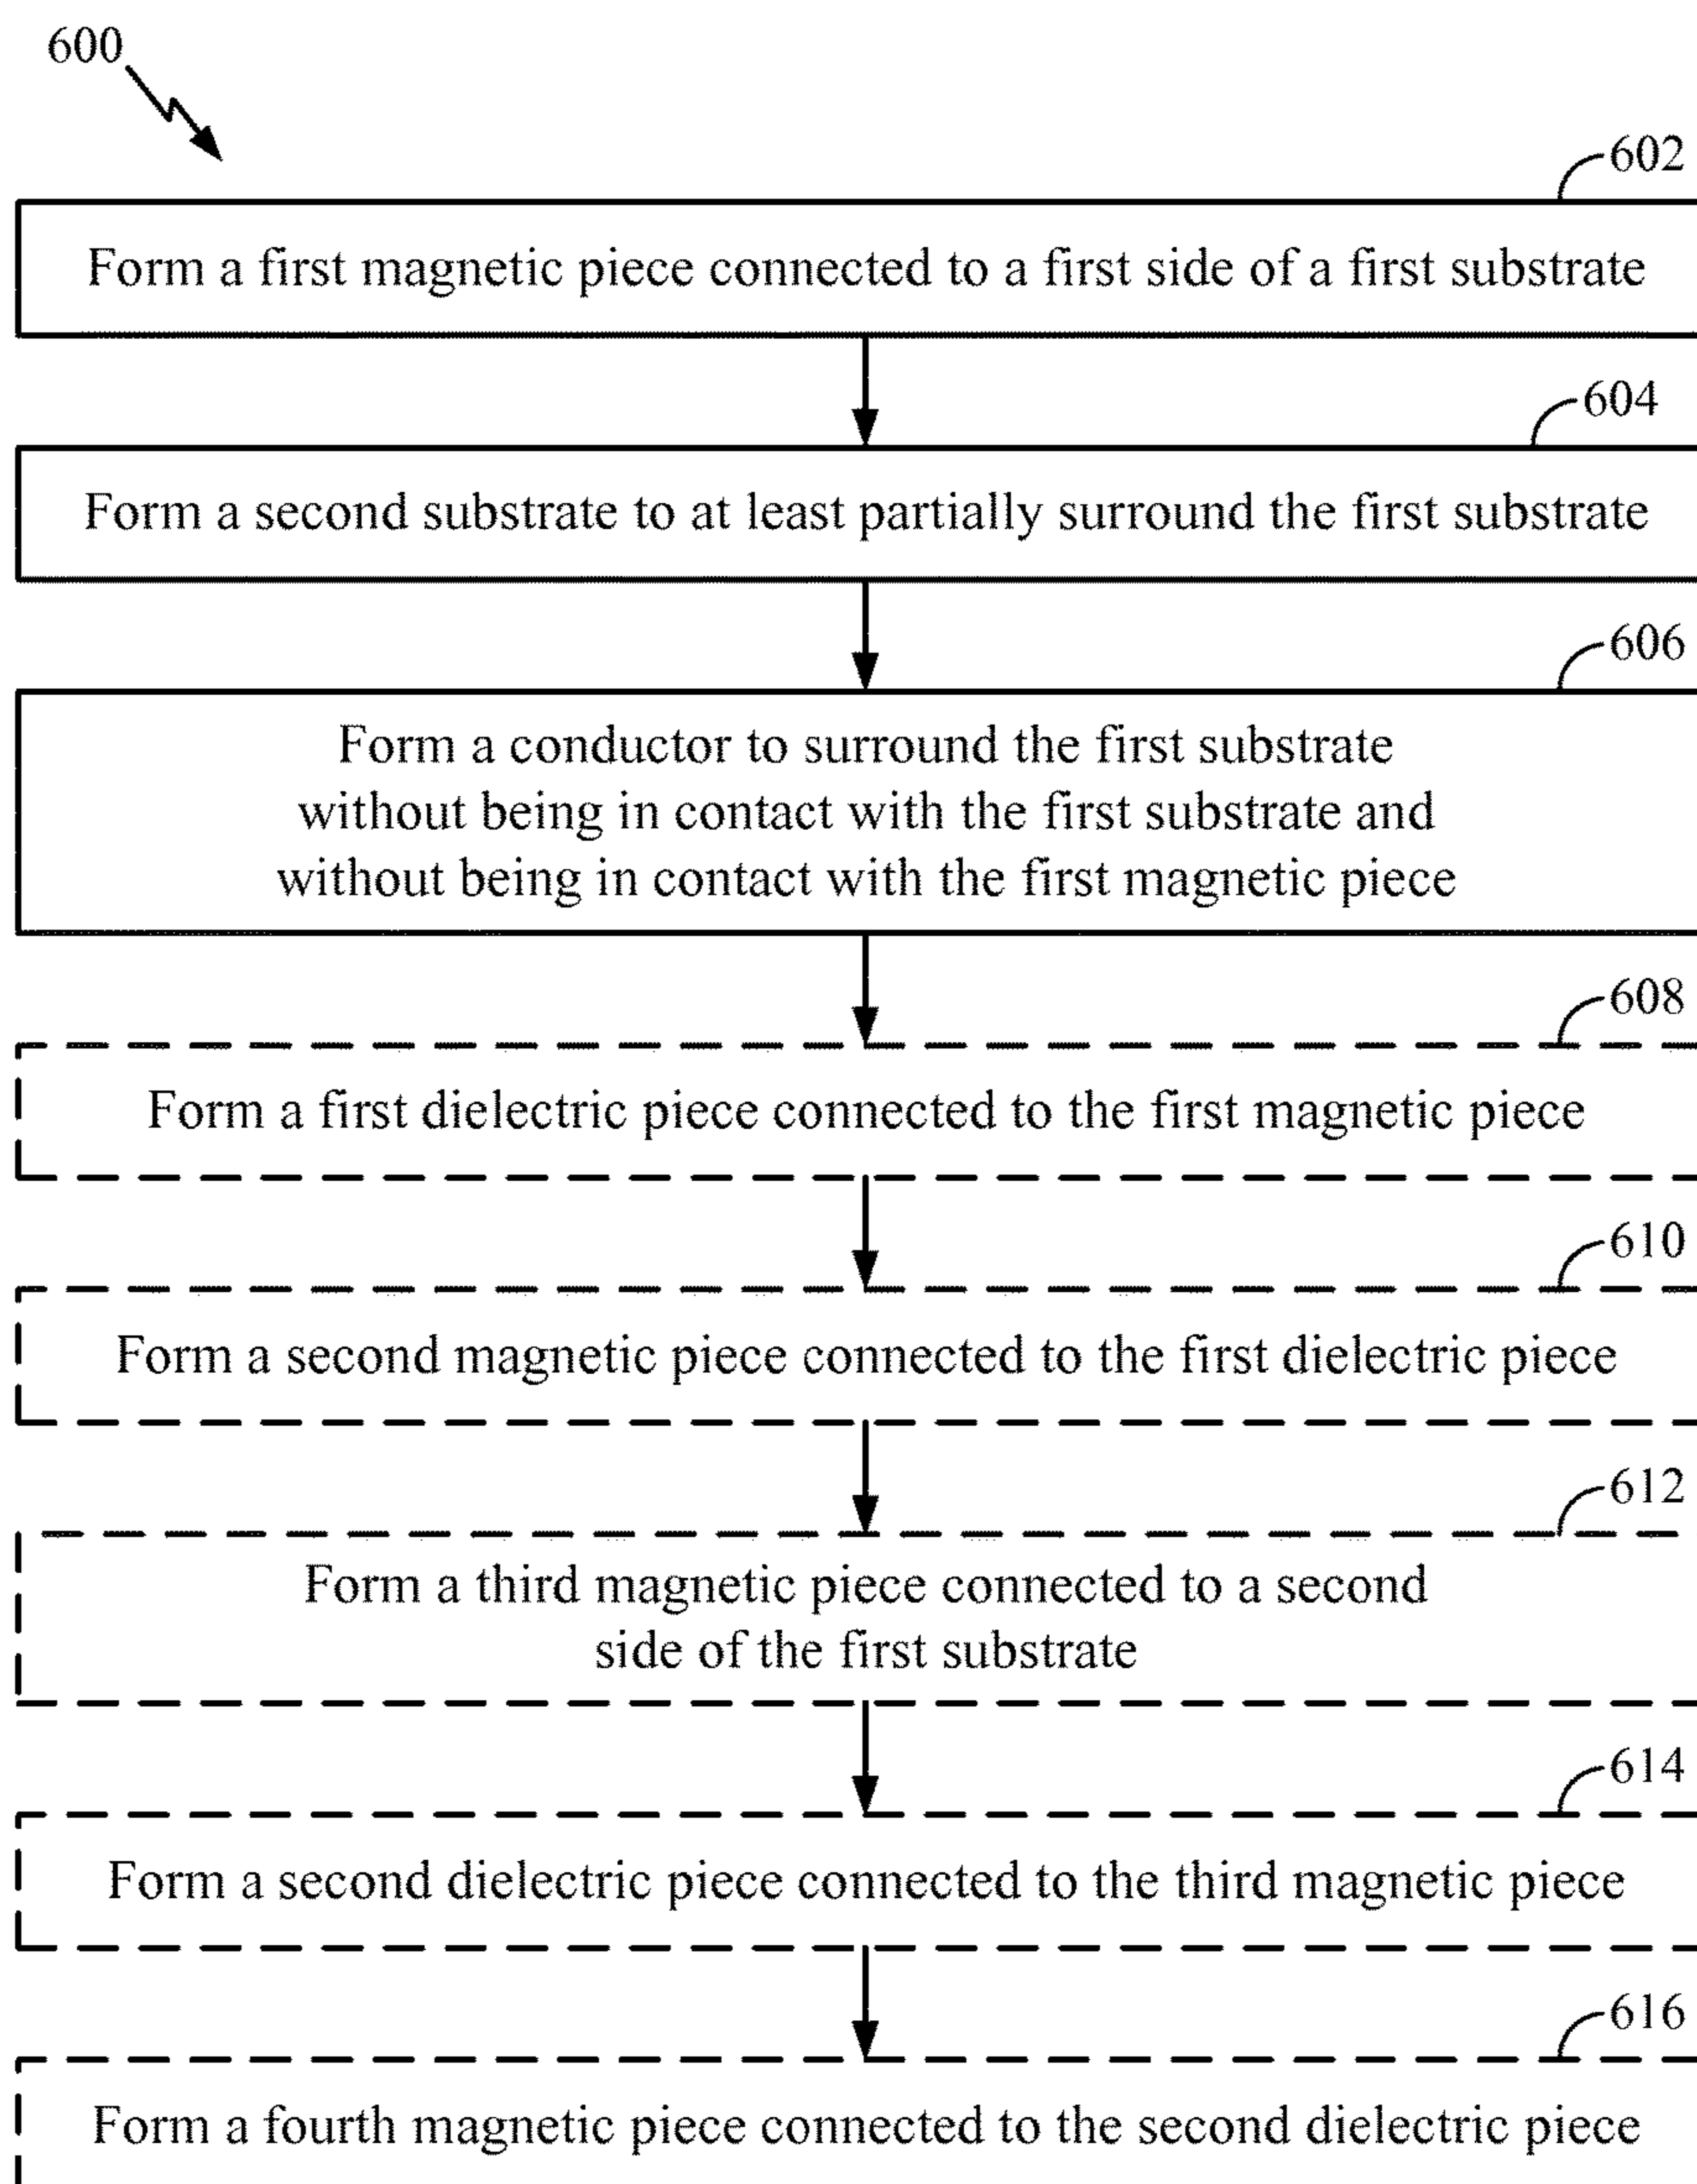 600
602
Form a first magnetic piece connected to a first side of a first substrate
604
Form a second substrate to at least partially surround the first substrate
606
Form a conductor to surround the first substrate
without being in contact with the first substrate and
without being in contact with the first magnetic piece
608
Form a first dielectric piece connected to the first magnetic piece
610
Form a second magnetic piece connected to the first dielectric piece
612
Form a third magnetic piece connected to a second
side of the first substrate
614
Form a second dielectric piece connected to the third magnetic piece
616
Form a fourth magnetic piece connected to the second dielectric piece